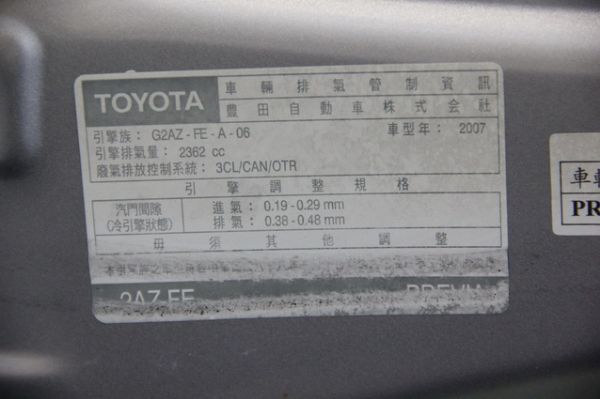 TOYOTA
車輛排氣管制資訊
豊田自動車株式会社
引擎族：G2AZ-FE-A-06 車型年：2007
引擎排氣量：2362 cc
廢氣排放控制系統：3CL/CAN/OTR
引擎調整規格
汽門間隙
(冷引擎狀態)
進氣：0.19-0.29 mm
排氣：0.38-0.48 mm
毋須其他調整
2AZ-FE PREVIA
車輛
PR